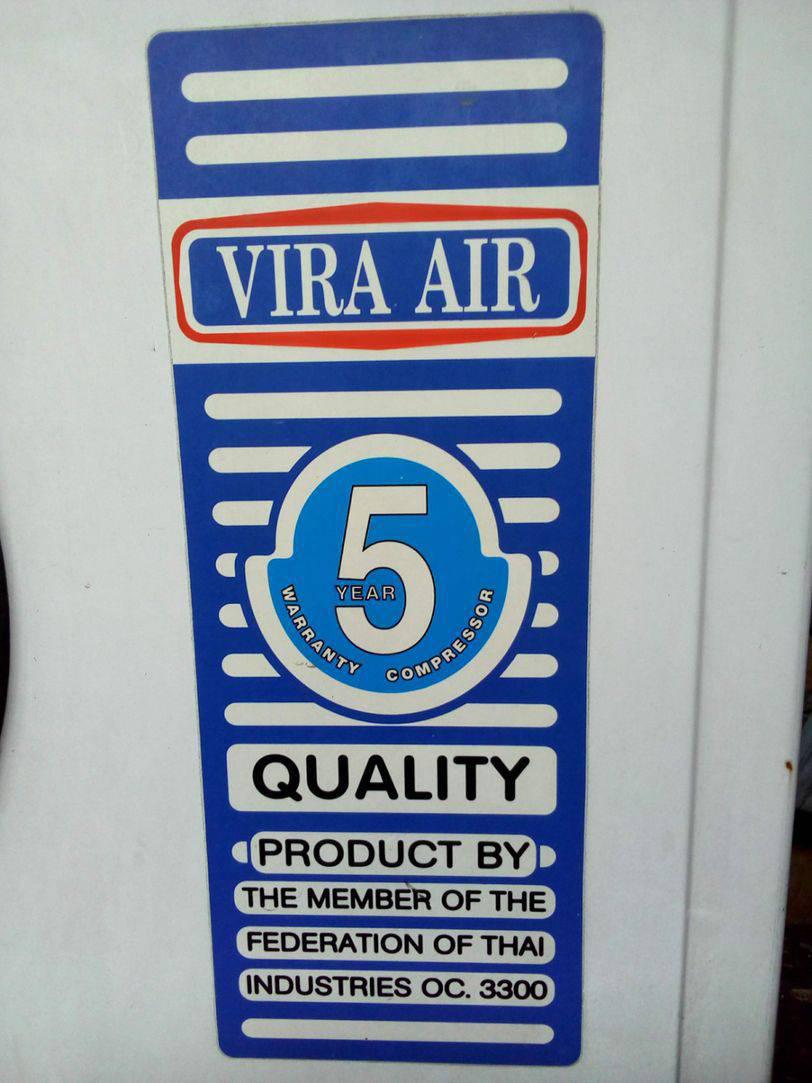 VIRA AIR
5
YEAR
WARRANTY COMPRESSOR
QUALITY
PRODUCT BY
THE MEMBER OF THE
FEDERATION OF THAI
INDUSTRIES OC. 3300